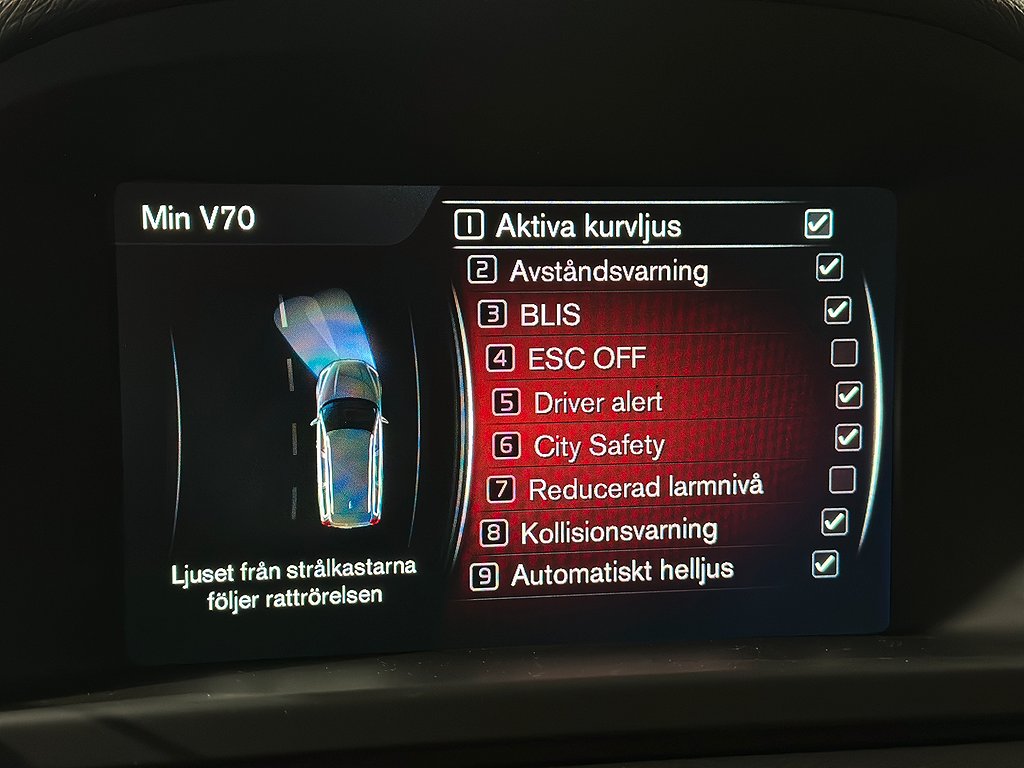 Min V70
1 Aktiva kurvljus
2 Avståndsvarning
3 BLIS
4 ESC OFF
5 Driver alert
6 City Safety
7 Reducerad larmnivå
8 Kollisionsvarning
9 Automatiskt helljus
Ljuset från strålkastarna
följer rattrörelsen